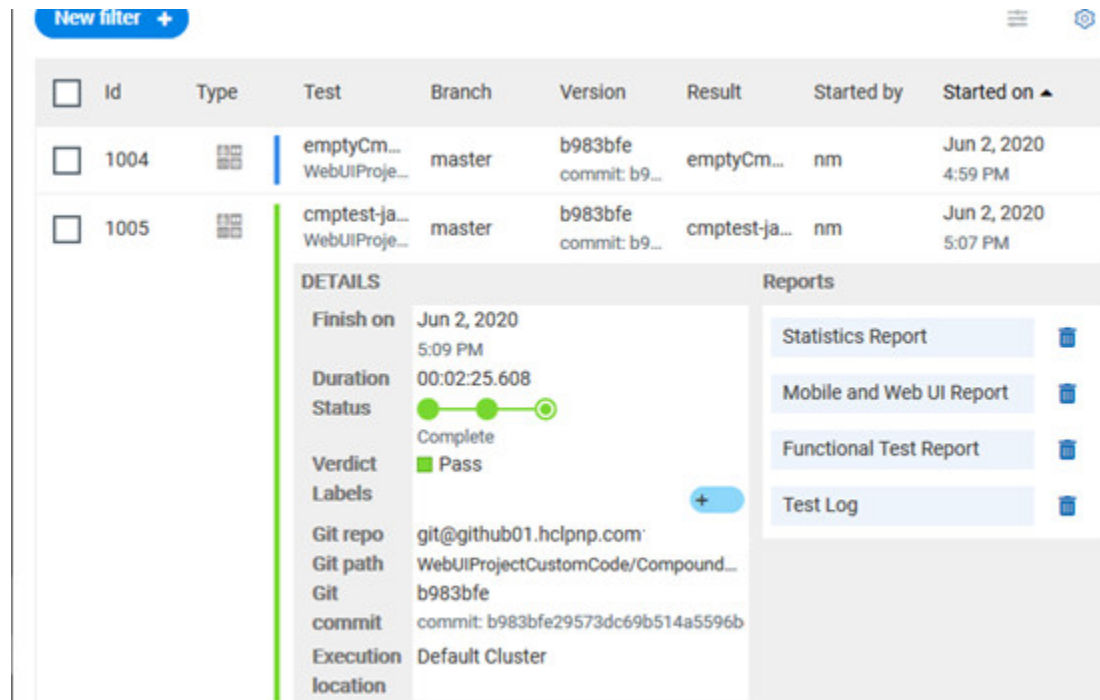 New filter +
Id Type Test Branch Version Result Started by Started on
1004 emptyCm... master b983bfe emptyCm... nm Jun 2, 2020
WebUIProje... commit: b9... 4:59 PM
1005 cmptest-ja... master b983bfe cmptest-ja... nm Jun 2, 2020
WebUIProje... commit: b9... 5:07 PM
DETAILS
Finish on Jun 2, 2020
5:09 PM
Duration 00:02:25.608
Status
Complete
Verdict Pass
Labels
+
Git repo git@github01.hclpnp.com
Git path WebUIProjectCustomCode/Compound...
Git b983bfe
commit commit: b983bfe29573dc69b514a5596b
Execution Default Cluster
location
Reports
Statistics Report
Mobile and Web UI Report
Functional Test Report
Test Log